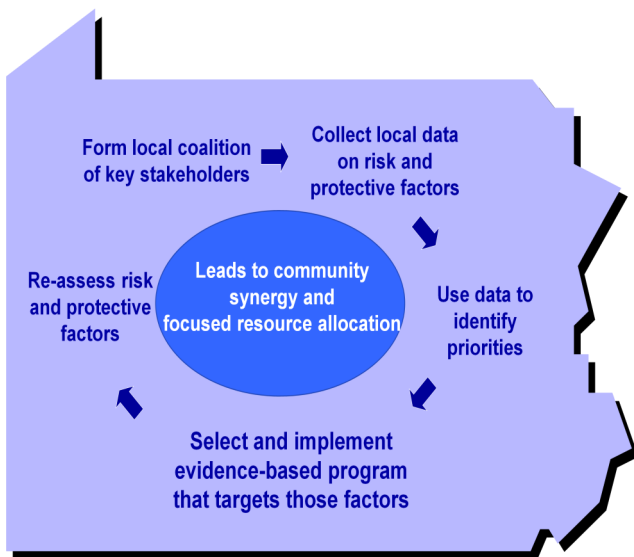 Form local coalition
of key stakeholders
Collect local data
on risk and
protective factors
Use data to
identify
priorities
Select and implement
evidence-based program
that targets those factors
Re-assess risk
and protective
factors
Leads to community
synergy and
focused resource allocation